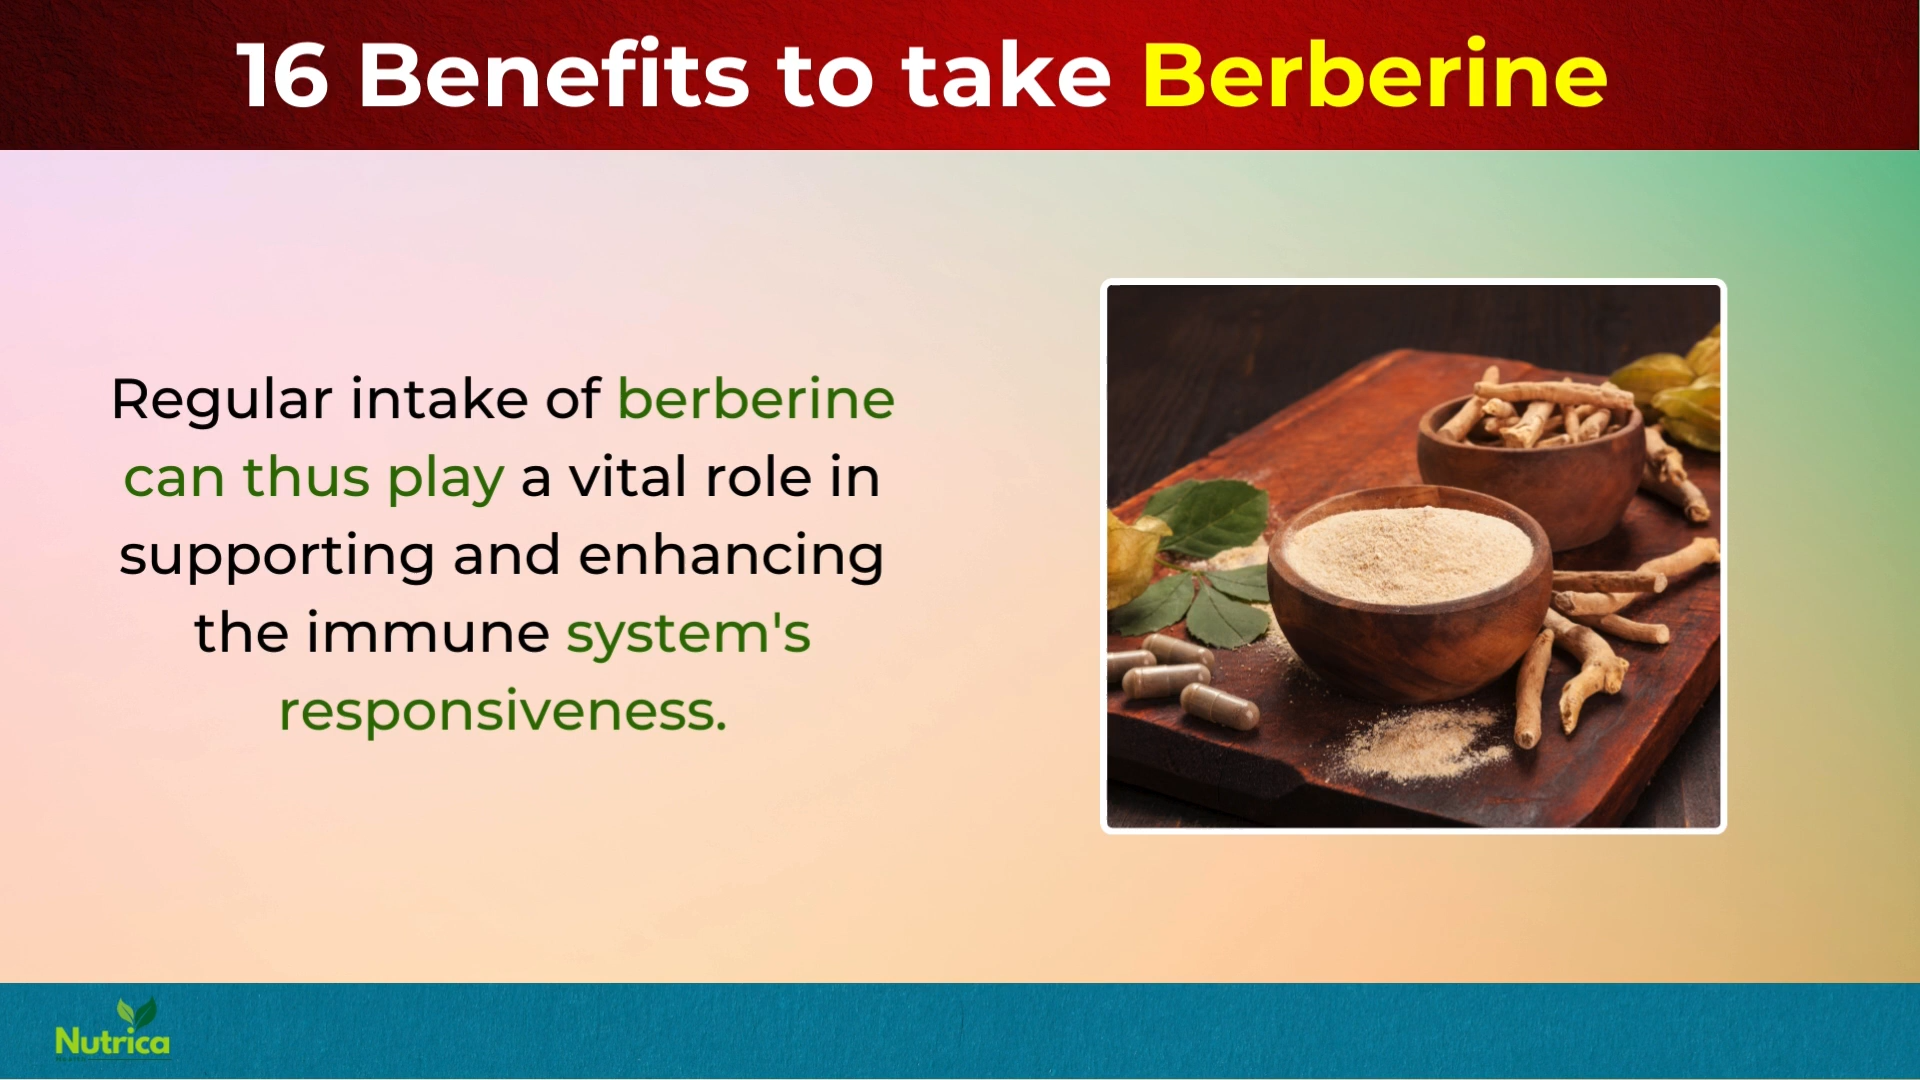 16 Benefits to take Berberine
Regular intake of berberine
can thus play a vital role in
supporting and enhancing
the immune system's
responsiveness.
Nutrica